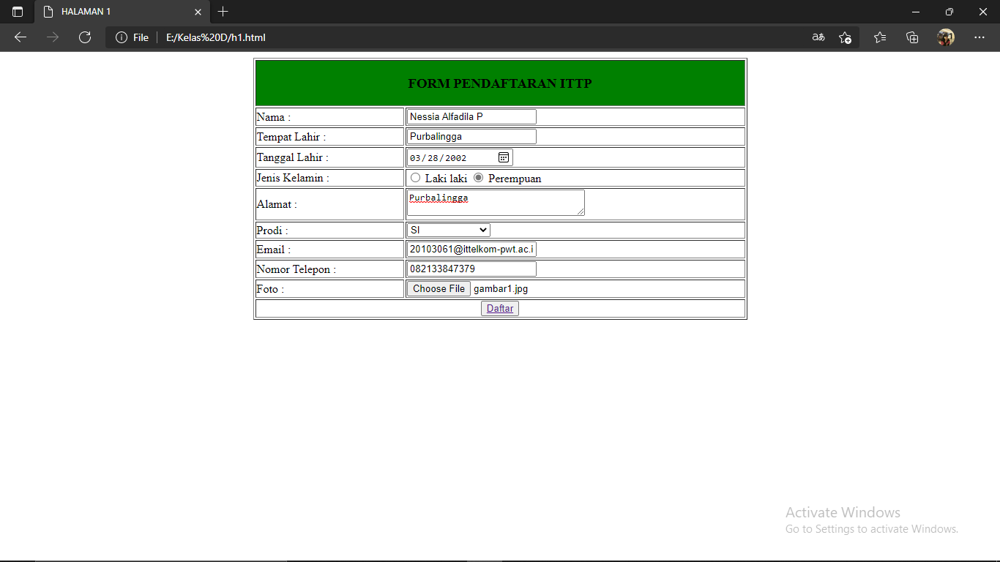 HALAMAN 1
File E:/Kelas%20D/h1.html
FORM PENDAFTARAN ITTP
Nama : Nessia Alfadila P
Tempat Lahir : Purbalingga
Tanggal Lahir : 03/28/2002
Jenis Kelamin : Laki laki Perempuan
Alamat : Purbalingga
Prodi : SI
Email : 20103061@ittelkom-pwt.ac.i
Nomor Telepon : 082133847379
Foto : Choose File gambar1.jpg
Daftar
Activate Windows
Go to Settings to activate Windows.